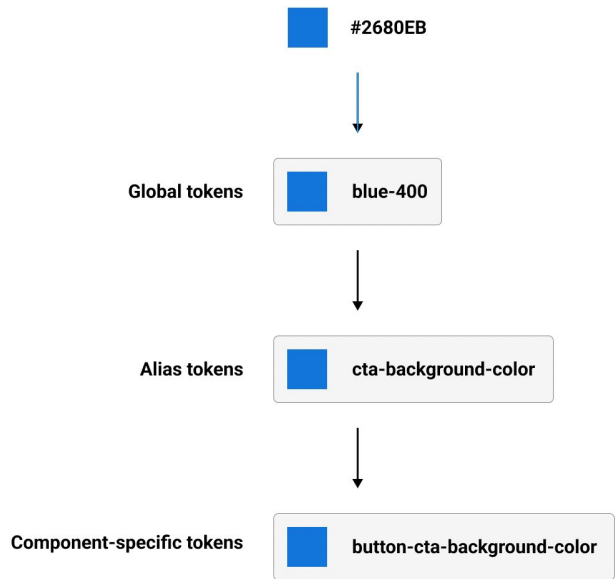 #2680EB
Global tokens blue-400
Alias tokens cta-background-color
Component-specific tokens button-cta-background-color